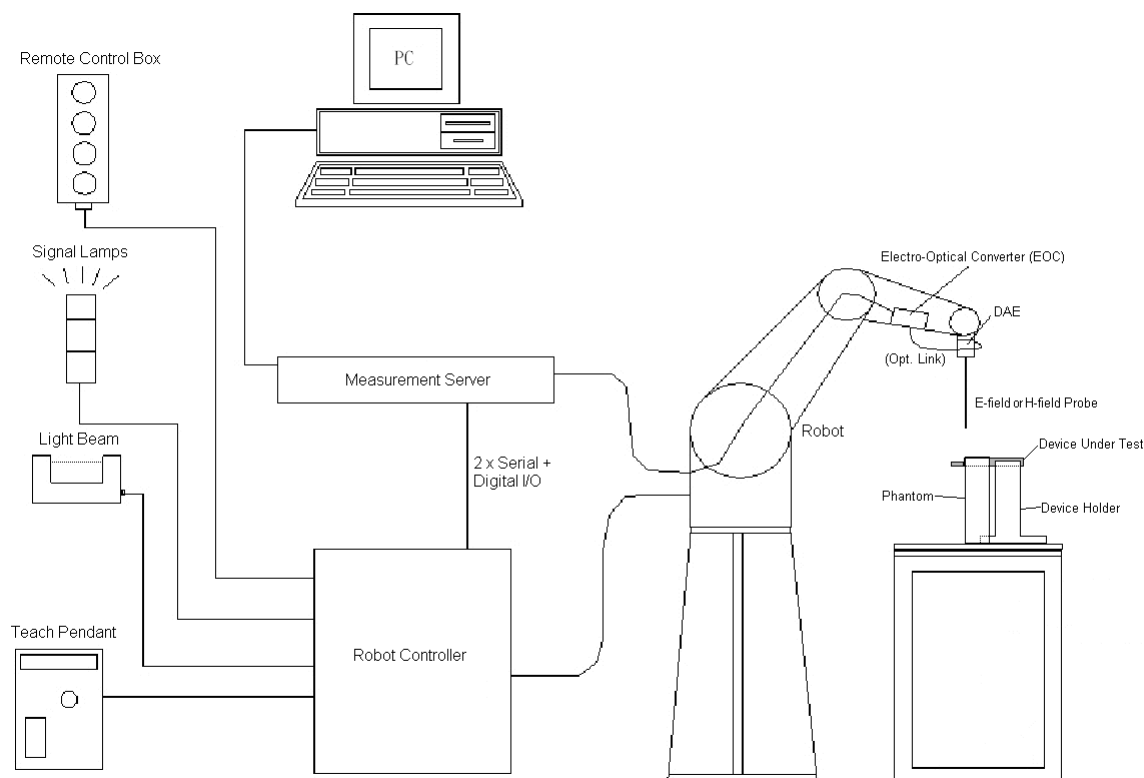 Remote Control Box
PC
Signal Lamps
Electro-Optical Converter (EOC)
DAE
(Opt. Link)
Measurement Server
E-field or H-field Probe
Robot
Light Beam
Device Under Test
2 x Serial +
Digital I/O
Phantom
Device Holder
Teach Pendant
Robot Controller